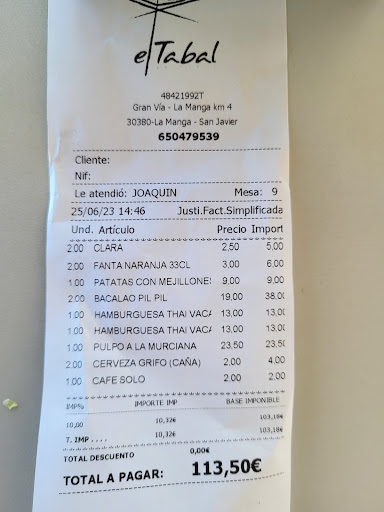 el Tabal
48421992T
Gran Vía - La Manga km 4
30380-La Manga - San Javier
650479539
Cliente:
Nif:
Le atendió: JOAQUIN Mesa: 9
25/06/23 14:46 Justi.Fact.Simplificada
Und. Artículo Precio Import
2.00 CLARA 2,50 5,00
2.00 FANTA NARANJA 33CL 3,00 6,00
1.00 PATATAS CON MEJILLONES 9,00 9,00
2.00 BACALAO PIL PIL 19,00 38,00
1.00 HAMBURGUESA THAI VACA 13,00 13,00
1.00 HAMBURGUESA THAI VACA 13,00 13,00
1.00 PULPO A LA MURCIANA 23,50 23,50
2.00 CERVEZA GRIFO (CAÑA) 2,00 4,00
1.00 CAFE SOLO 2,00 2,00
IMP% IMPORTE IMP BASE IMPONIBLE
10,00 10,32€ 103,18€
T. IMP .... 10,32€ 103,18€
TOTAL DESCUENTO 0,00€
TOTAL A PAGAR: 113,50€